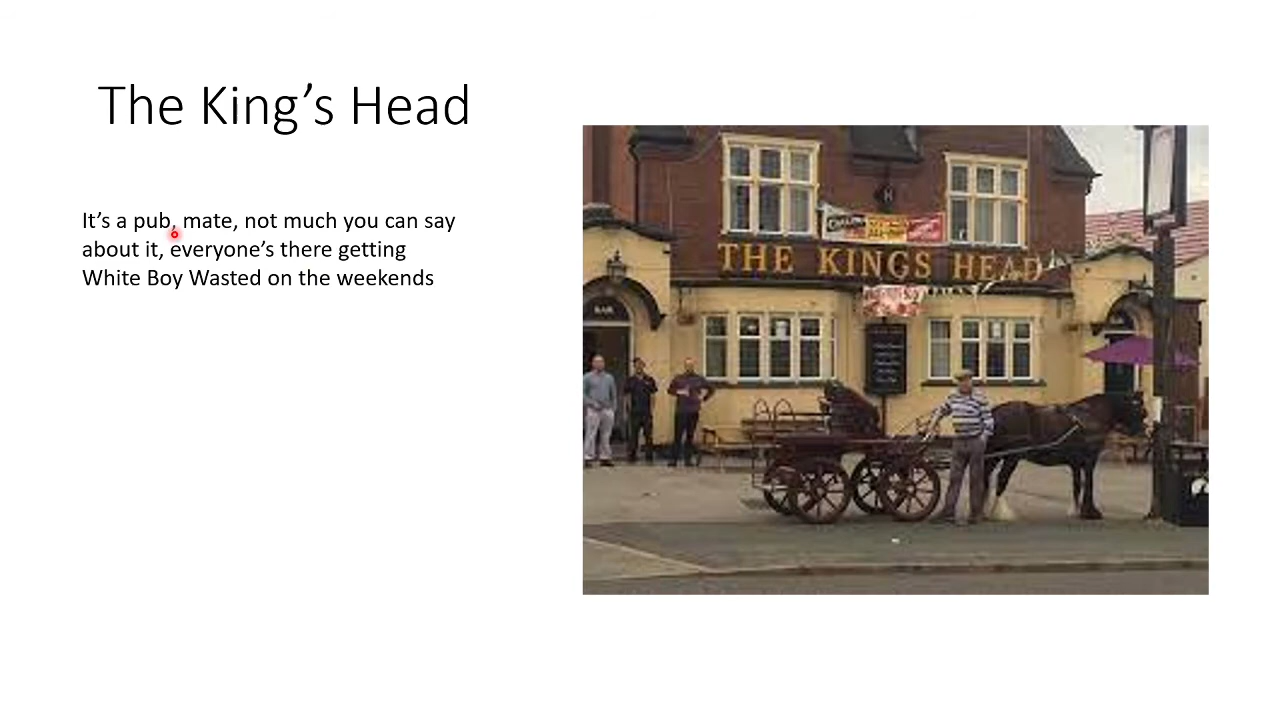 The King’s Head
It’s a pub, mate, not much you can say
about it, everyone’s there getting
White Boy Wasted on the weekends
THE KINGS HEAD
BAR